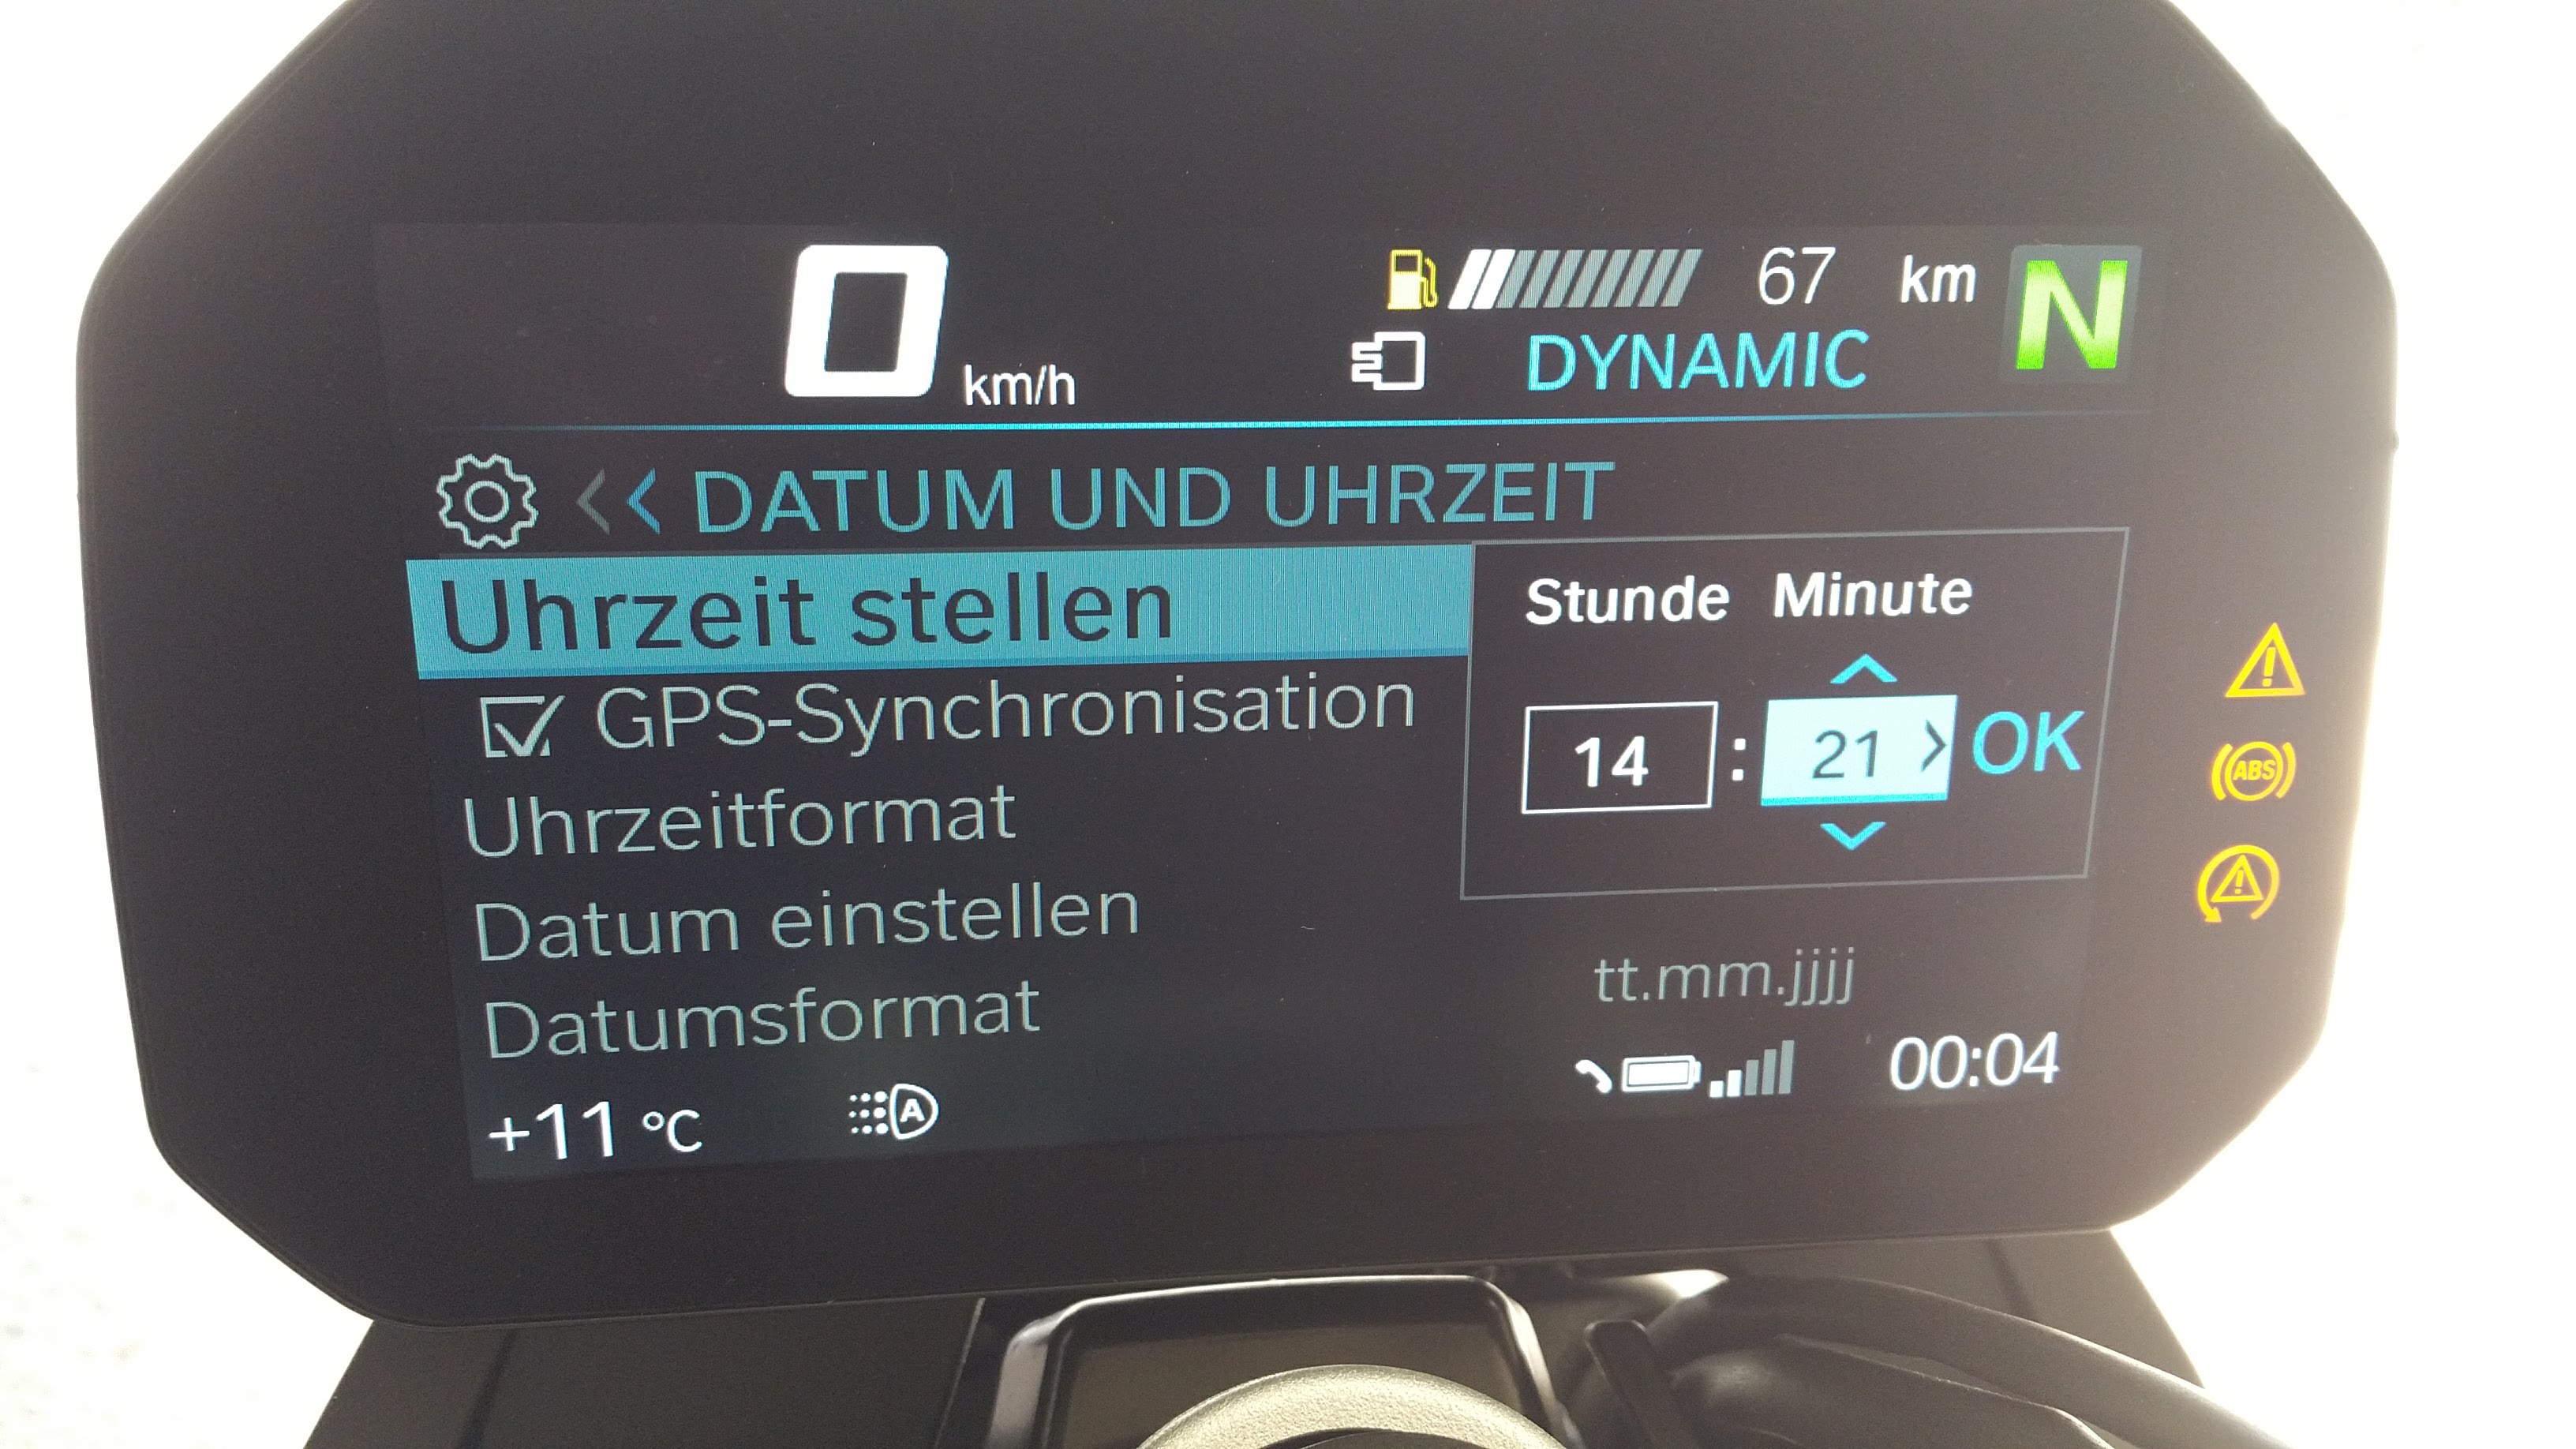 0 km/h
67 km
N
DYNAMIC
DATUM UND UHRZEIT
Uhrzeit stellen
Stunde Minute
14 : 21 OK
GPS-Synchronisation
Uhrzeitformat
Datum einstellen
Datumsformat
tt.mm.jjjj
+11 °C
A
00:04
ABS